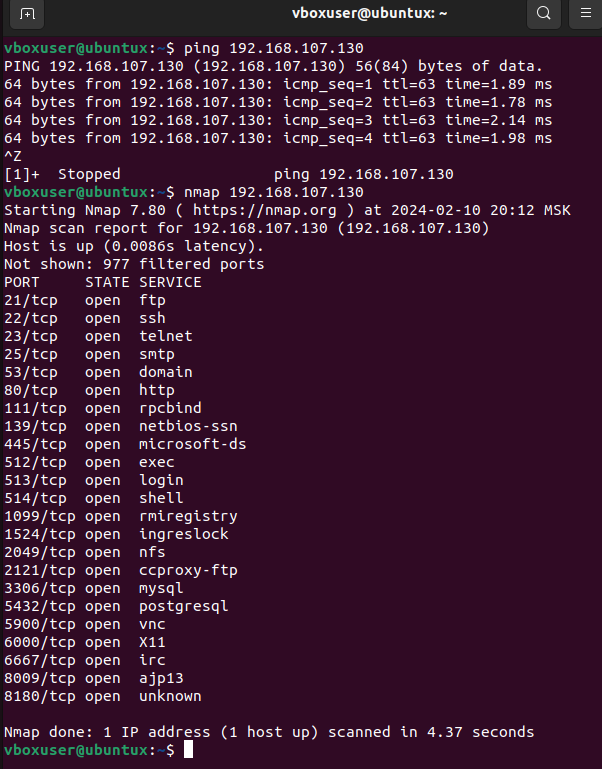 vboxuser@ubuntux: ~
vboxuser@ubuntux:~$ ping 192.168.107.130
PING 192.168.107.130 (192.168.107.130) 56(84) bytes of data.
64 bytes from 192.168.107.130: icmp_seq=1 ttl=63 time=1.89 ms
64 bytes from 192.168.107.130: icmp_seq=2 ttl=63 time=1.78 ms
64 bytes from 192.168.107.130: icmp_seq=3 ttl=63 time=2.14 ms
64 bytes from 192.168.107.130: icmp_seq=4 ttl=63 time=1.98 ms
^Z
[1]+  Stopped                 ping 192.168.107.130
vboxuser@ubuntux:~$ nmap 192.168.107.130
Starting Nmap 7.80 ( https://nmap.org ) at 2024-02-10 20:12 MSK
Nmap scan report for 192.168.107.130 (192.168.107.130)
Host is up (0.0086s latency).
Not shown: 977 filtered ports
PORT     STATE SERVICE
21/tcp   open  ftp
22/tcp   open  ssh
23/tcp   open  telnet
25/tcp   open  smtp
53/tcp   open  domain
80/tcp   open  http
111/tcp  open  rpcbind
139/tcp  open  netbios-ssn
445/tcp  open  microsoft-ds
512/tcp  open  exec
513/tcp  open  login
514/tcp  open  shell
1099/tcp open  rmiregistry
1524/tcp open  ingreslock
2049/tcp open  nfs
2121/tcp open  ccproxy-ftp
3306/tcp open  mysql
5432/tcp open  postgresql
5900/tcp open  vnc
6000/tcp open  X11
6667/tcp open  irc
8009/tcp open  ajp13
8180/tcp open  unknown
Nmap done: 1 IP address (1 host up) scanned in 4.37 seconds
vboxuser@ubuntux:~$